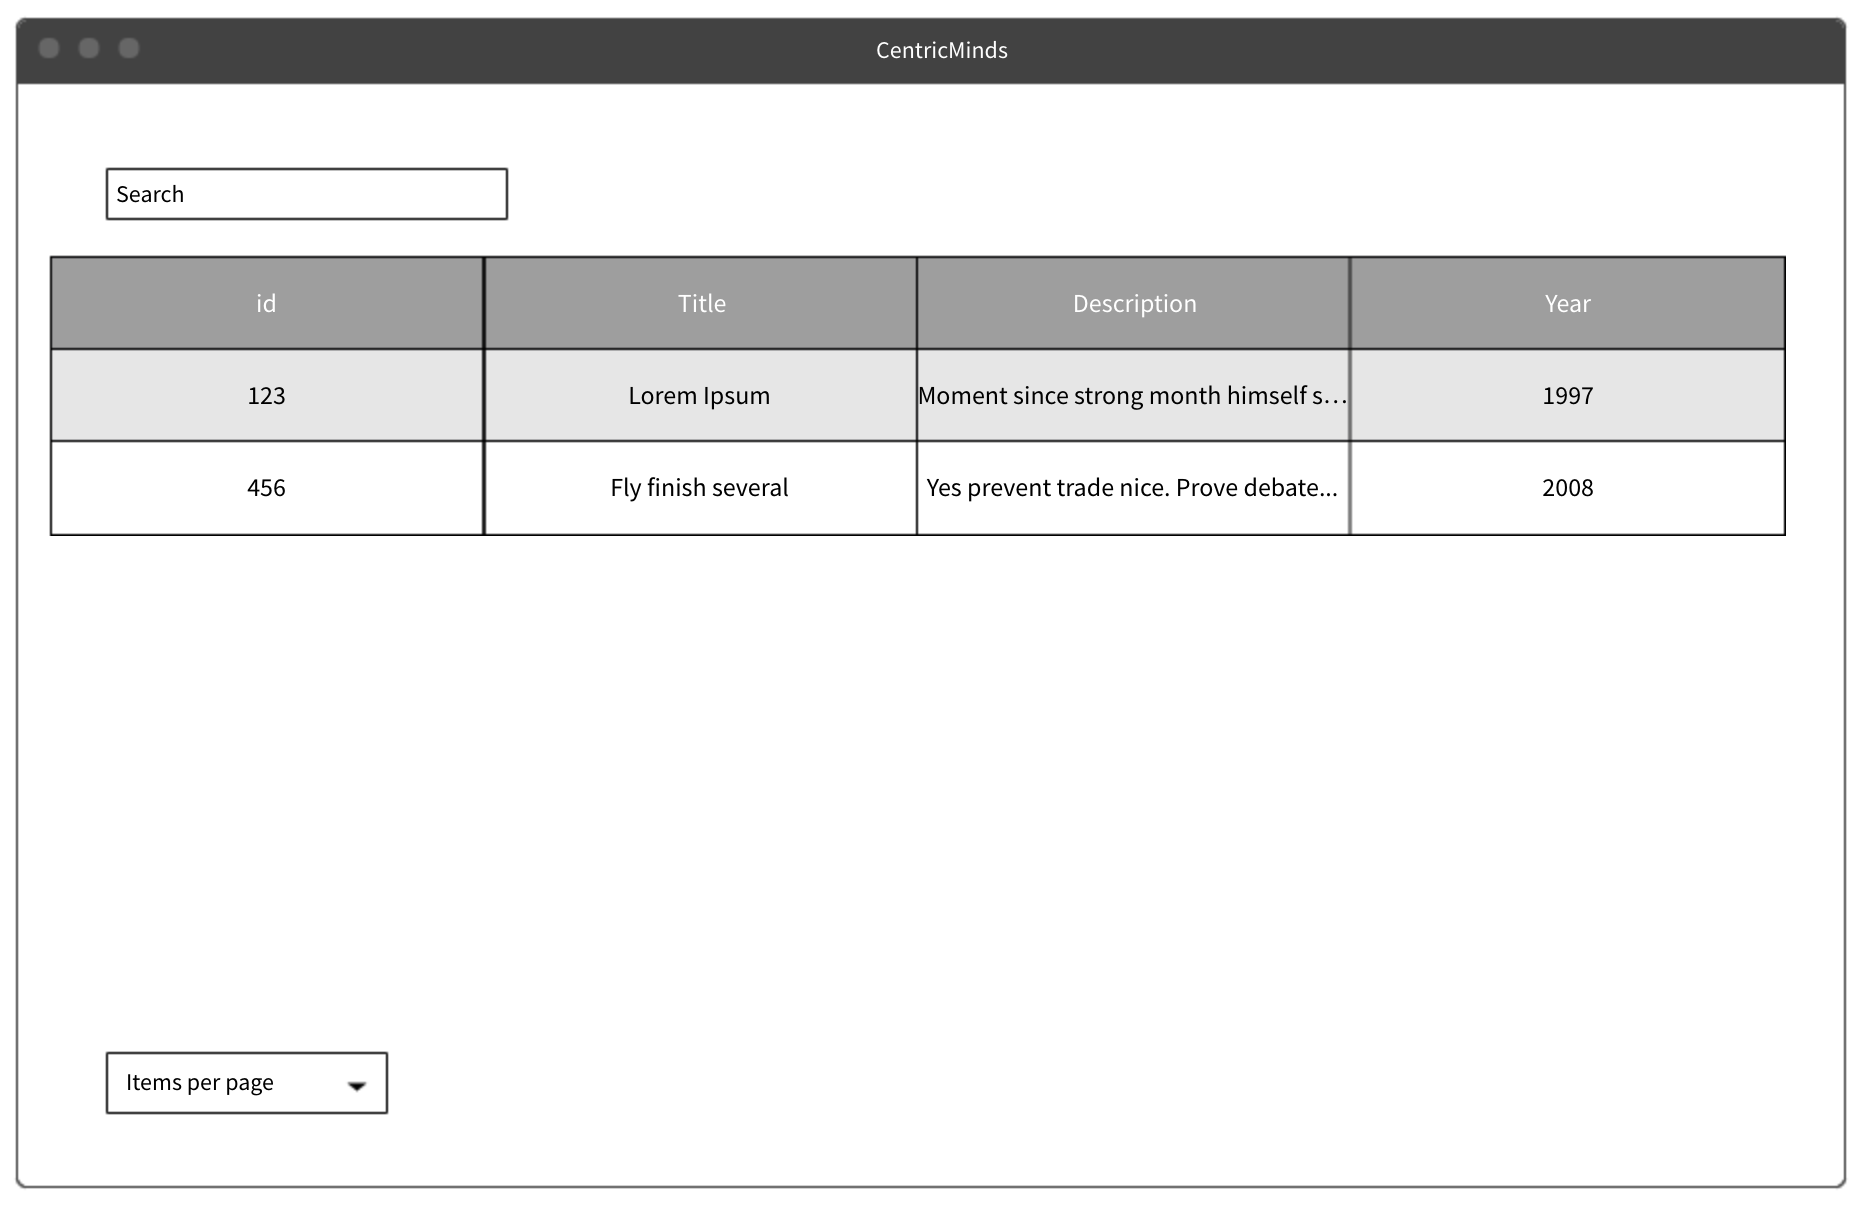 CentricMinds
Search
id Title Description Year
123 Lorem Ipsum Moment since strong month himself s...
1997
456 Fly finish several Yes prevent trade nice. Prove debate... 2008
Items per page